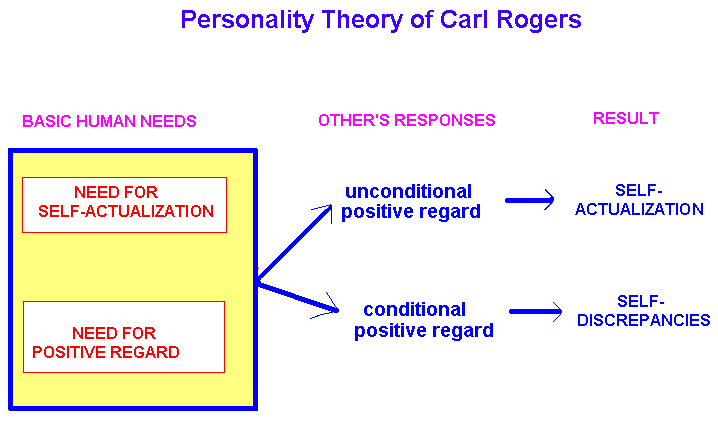 Personality Theory of Carl Rogers
BASIC HUMAN NEEDS
OTHER'S RESPONSES
RESULT
NEED FOR
SELF-ACTUALIZATION
NEED FOR
POSITIVE REGARD
unconditional
positive regard
conditional
positive regard
SELF-
ACTUALIZATION
SELF-
DISCREPANCIES